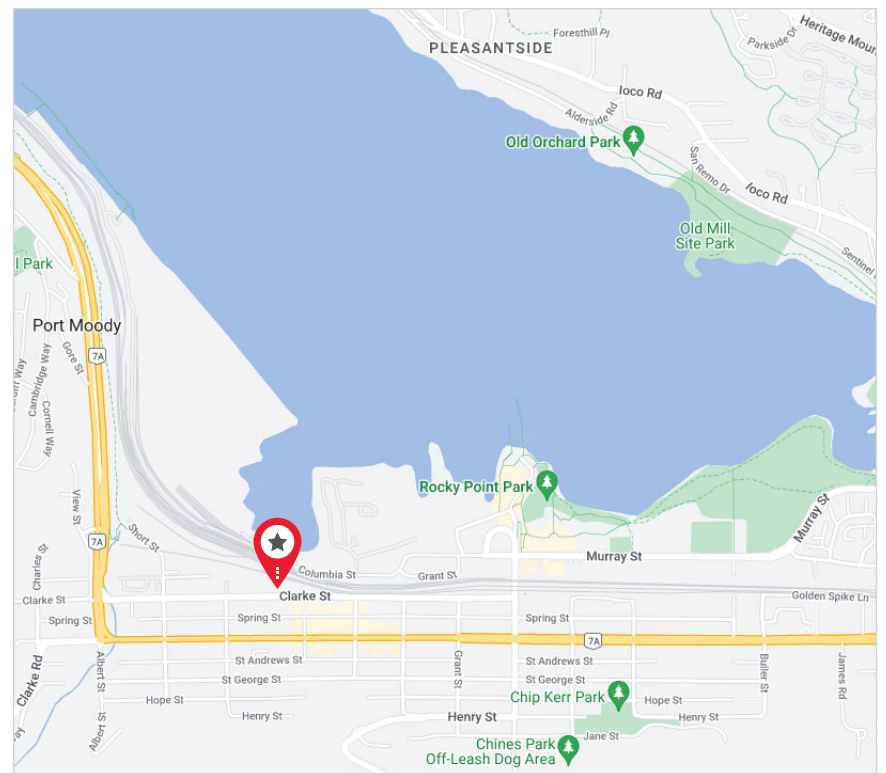 PLEASANTSIDE
Foresthill Pl
Parkside Dr
Heritage Moun
Ioco Rd
Alderside Rd
Old Orchard Park
San Remo Dr
Ioco Rd
Old Mill
Site Park
Sentinel
l Park
Port Moody
7A
Gore St
Cambridge Way
Cornell Way
Rocky Point Park
View St
7A
Short St
Murray St
Murray St
Charles St
Columbia St
Grant St
Clarke St
Clarke St
Golden Spike Ln
Spring St
Spring St
Spring St
7A
Clarke Rd
Albert St
St Andrews St
Grant St
St Andrews St
Buller St
James Rd
St George St
St George St
Hope St
Chip Kerr Park
Hope St
Albert St
Henry St
Henry St
Henry St
Jane St
Chines Park
Off-Leash Dog Area